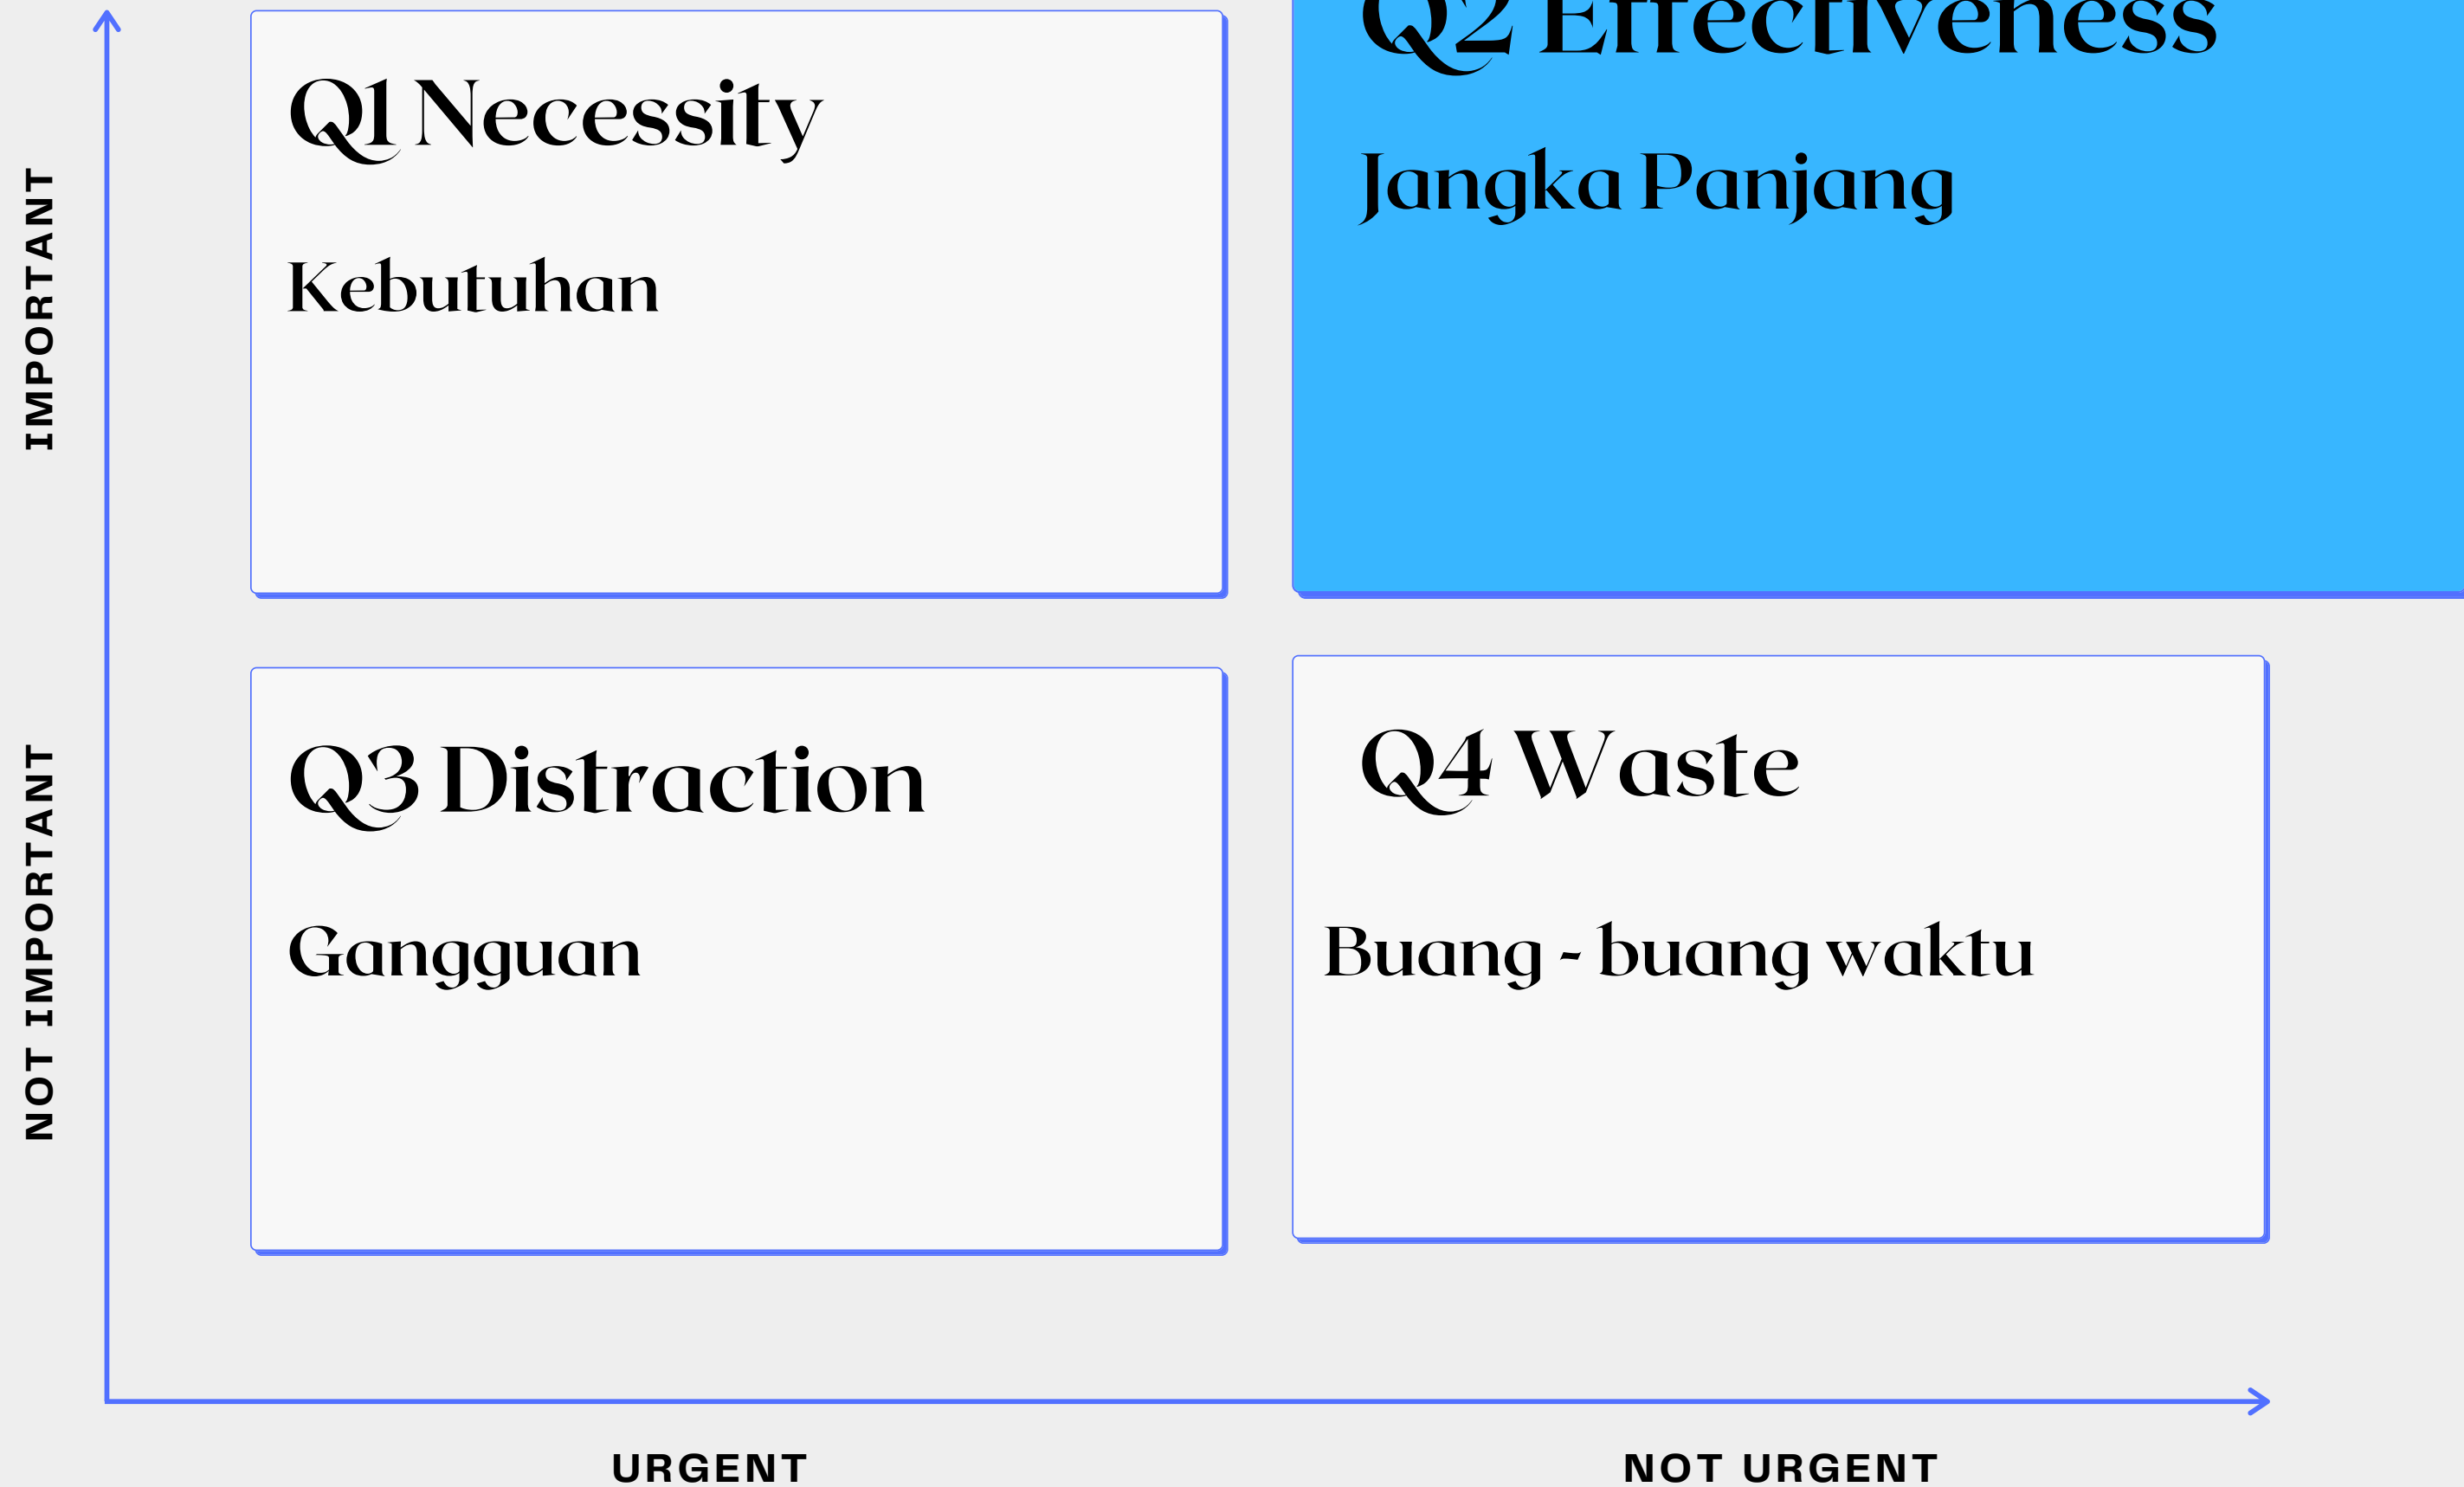 IMPORTANT
Q1 Necessity
Kebutuhan
Q2 Effectiveness
Jangka Panjang
NOT IMPORTANT
Q3 Distraction
Gangguan
Q4 Waste
Buang - buang waktu
URGENT
NOT URGENT